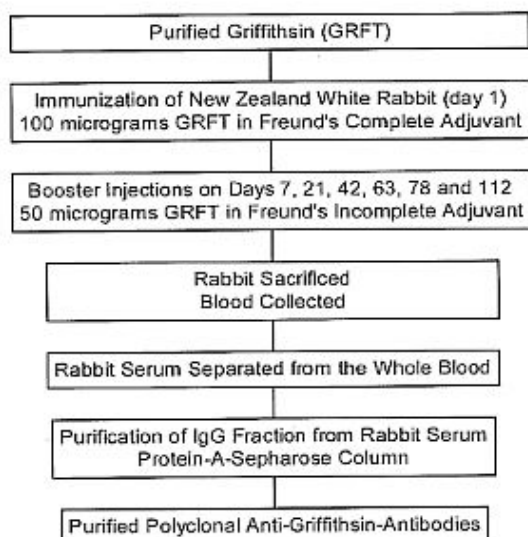 Purified Griffithsin (GRFT)
Immunization of New Zealand White Rabbit (day 1)
100 micrograms GRFT in Freund's Complete Adjuvant
Booster Injections on Days 7, 21, 42, 63, 78 and 112
50 micrograms GRFT in Freund's Incomplete Adjuvant
Rabbit Sacrificed
Blood Collected
Rabbit Serum Separated from the Whole Blood
Purification of IgG Fraction from Rabbit Serum
Protein-A-Sepharose Column
Purified Polyclonal Anti-Griffithsin-Antibodies